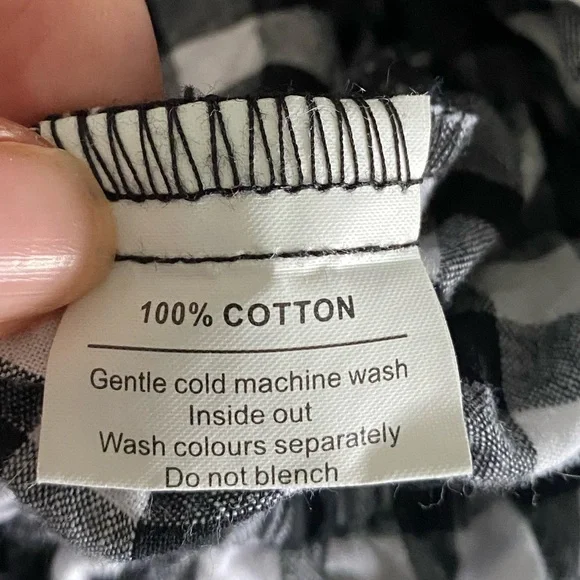 100% COTTON
Gentle cold machine wash
Inside out
Wash colours separately
Do not blench